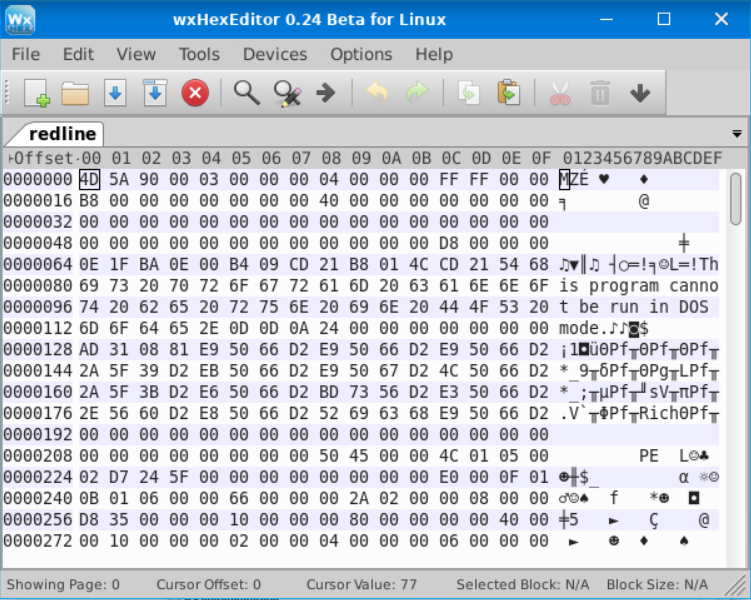 wxHexEditor 0.24 Beta for Linux
File Edit View Tools Devices Options Help
redline
Offset 00 01 02 03 04 05 06 07 08 09 0A 0B 0C 0D 0E 0F 0123456789ABCDEF
0000000 4D 5A 90 00 03 00 00 00 04 00 00 00 FF FF 00 00 MZÉ ♥ ♦
0000016 B8 00 00 00 00 00 00 00 40 00 00 00 00 00 00 00 ╕ @
0000032 00 00 00 00 00 00 00 00 00 00 00 00 00 00 00 00
0000048 00 00 00 00 00 00 00 00 00 00 00 00 D8 00 00 00 ╪
0000064 0E 1F BA 0E 00 B4 09 CD 21 B8 01 4C CD 21 54 68 ♫▼║♫ ┤○═!╕☺L═!Th
0000080 69 73 20 70 72 6F 67 72 61 6D 20 63 61 6E 6E 6F is program canno
0000096 74 20 62 65 20 72 75 6E 20 69 6E 20 44 4F 53 20 t be run in DOS
0000112 6D 6F 64 65 2E 0D 0D 0A 24 00 00 00 00 00 00 00 mode.♪♪◙$
0000128 AD 31 08 81 E9 50 66 D2 E9 50 66 D2 E9 50 66 D2 ¡1◘üΘPf╥ΘPf╥ΘPf╥
0000144 2A 5F 39 D2 EB 50 66 D2 E9 50 67 D2 4C 50 66 D2 *_9╥δPf╥ΘPg╥LPf╥
0000160 2A 5F 3B D2 E6 50 66 D2 BD 73 56 D2 E3 50 66 D2 *_;╥µPf╥╜sV╥πPf╥
0000176 2E 56 60 D2 E8 50 66 D2 52 69 63 68 E9 50 66 D2 .V`╥ΦPf╥RichΘPf╥
0000192 00 00 00 00 00 00 00 00 00 00 00 00 00 00 00 00
0000208 00 00 00 00 00 00 00 00 50 45 00 00 4C 01 05 00 PE L☺♣
0000224 02 D7 24 5F 00 00 00 00 00 00 00 00 E0 00 0F 01 ☻╫$_ α ☼☺
0000240 0B 01 06 00 00 66 00 00 00 2A 02 00 00 08 00 00 ♂☺♠ f *☻ ◘
0000256 D8 35 00 00 00 10 00 00 00 80 00 00 00 00 40 00 ╪5 ► Ç @
0000272 00 10 00 00 00 02 00 00 04 00 00 00 06 00 00 00 ► ☻ ♦ ♠
Showing Page: 0 Cursor Offset: 0 Cursor Value: 77 Selected Block: N/A Block Size: N/A